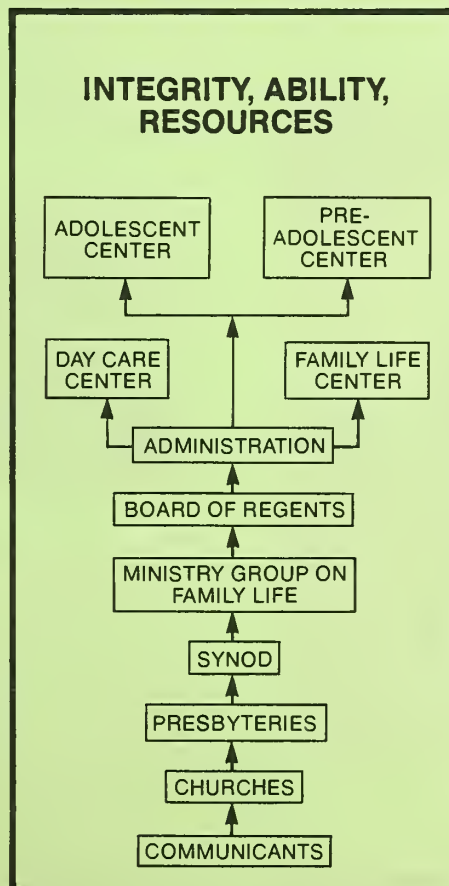 INTEGRITY, ABILITY,
RESOURCES
ADOLESCENT
CENTER
PRE-
ADOLESCENT
CENTER
DAY CARE
CENTER
FAMILY LIFE
CENTER
ADMINISTRATION
BOARD OF REGENTS
MINISTRY GROUP ON
FAMILY LIFE
SYNOD
PRESBYTERIES
CHURCHES
COMMUNICANTS